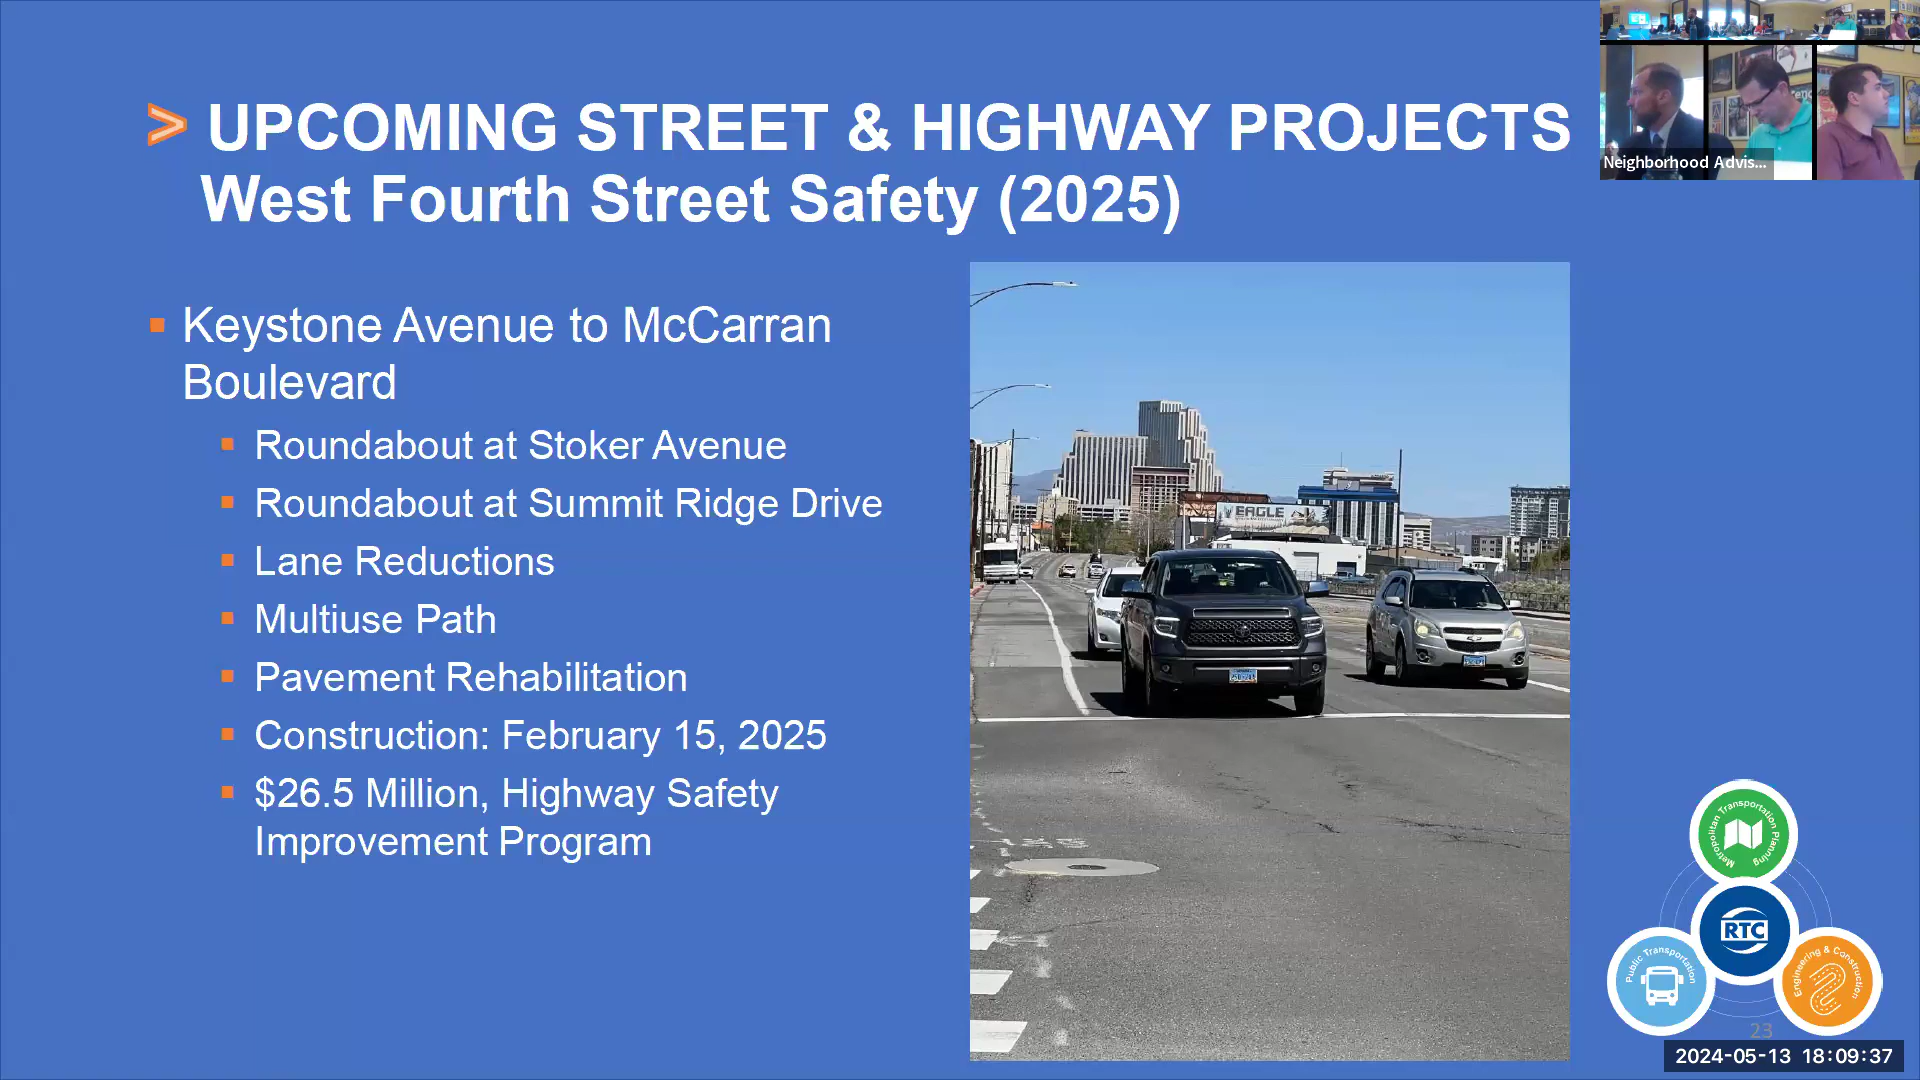 > UPCOMING STREET & HIGHWAY PROJECTS
West Fourth Street Safety (2025)
Neighborhood Advis...
Keystone Avenue to McCarran
Boulevard
Roundabout at Stoker Avenue
Roundabout at Summit Ridge Drive
Lane Reductions
Multiuse Path
Pavement Rehabilitation
Construction: February 15, 2025
$26.5 Million, Highway Safety
Improvement Program
EAGLE
Metropolitan Transportation Planning
RTC
Public Transportation
Engineering & Construction
23
2024-05-13 18:09:37